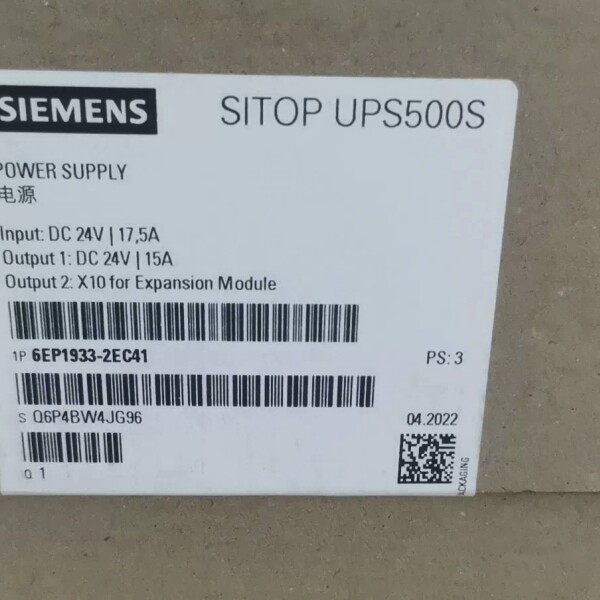 SIEMENS
SITOP UPS500S
POWER SUPPLY
电源
Input: DC 24V | 17,5A
Output 1: DC 24V | 15A
Output 2: X10 for Expansion Module
1P 6EP1933-2EC41
PS: 3
S Q6P4BW4JG96
04.2022
Q 1
PACKAGING